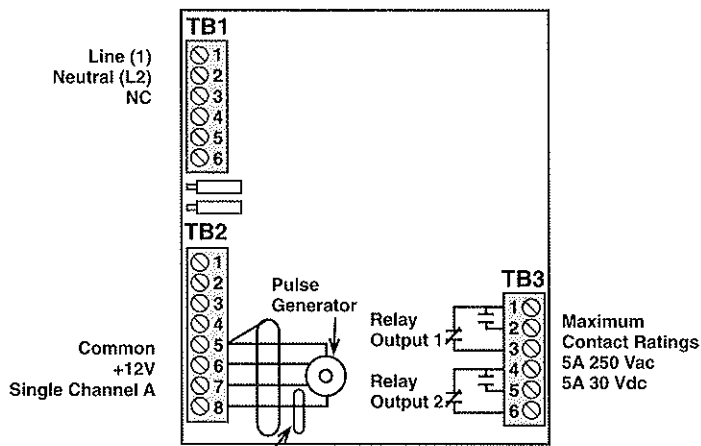 TB1
Line (1)
Neutral (L2)
NC
1
2
3
4
5
6
TB2
1
2
3
4
5
6
7
8
Common
+12V
Single Channel A
Pulse
Generator
Relay
Output 1
Relay
Output 2
TB3
1
2
3
4
5
6
Maximum
Contact Ratings
5A 250 Vac
5A 30 Vdc